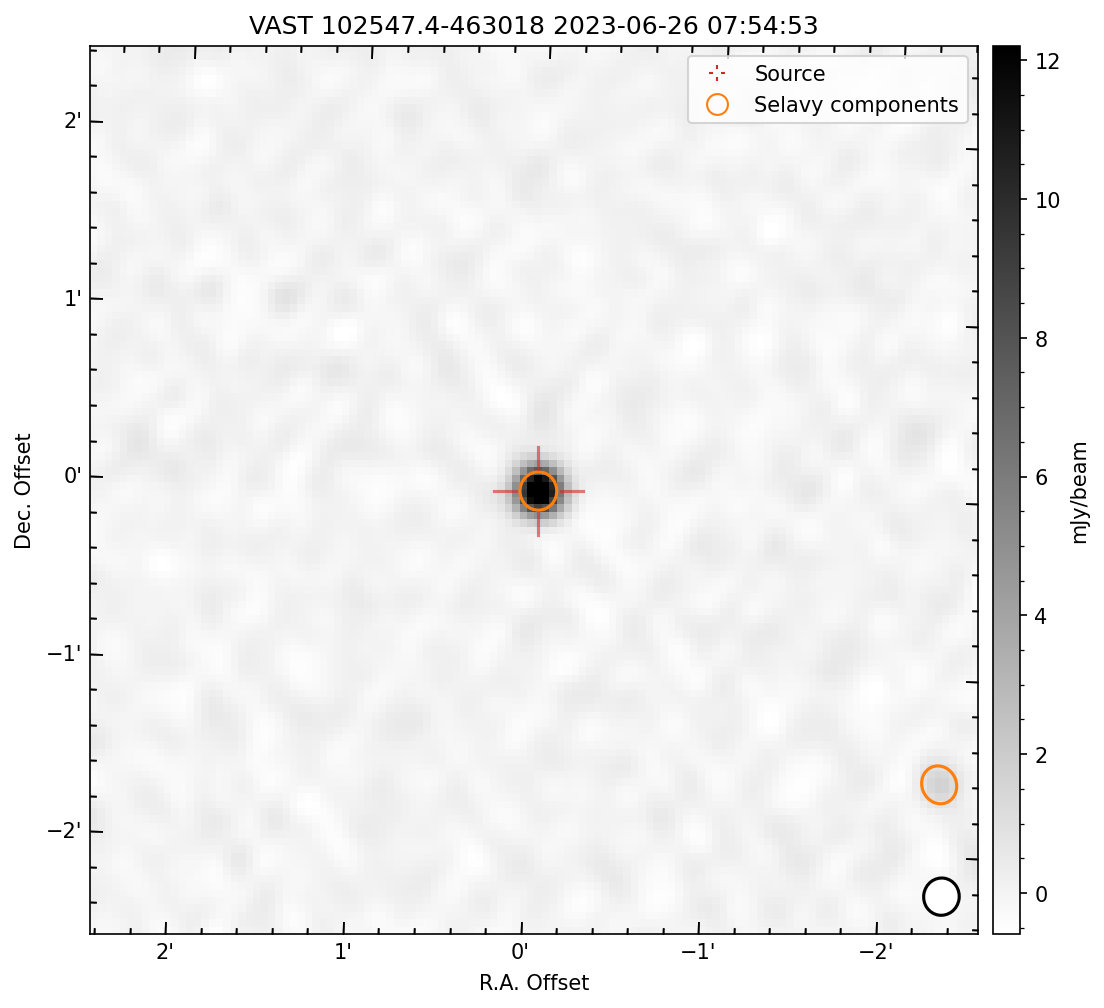 VAST 102547.4-463018 2023-06-26 07:54:53
Source
Selavy components
2'
1'
0'
−1'
−2'
Dec. Offset
2'
1'
0'
−1'
−2'
R.A. Offset
12
10
8
6
4
2
0
mJy/beam